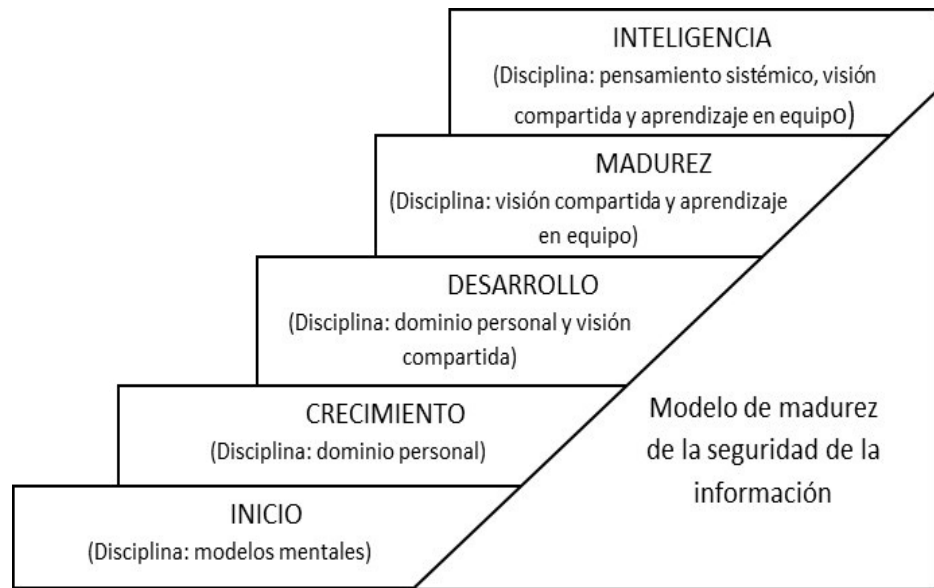 INTELIGENCIA
(Disciplina: pensamiento sistémico, visión
compartida y aprendizaje en equipo)
MADUREZ
(Disciplina: visión compartida y aprendizaje
en equipo)
DESARROLLO
(Disciplina: dominio personal y visión
compartida)
CRECIMIENTO
(Disciplina: dominio personal)
INICIO
(Disciplina: modelos mentales)
Modelo de madurez
de la seguridad de la
información